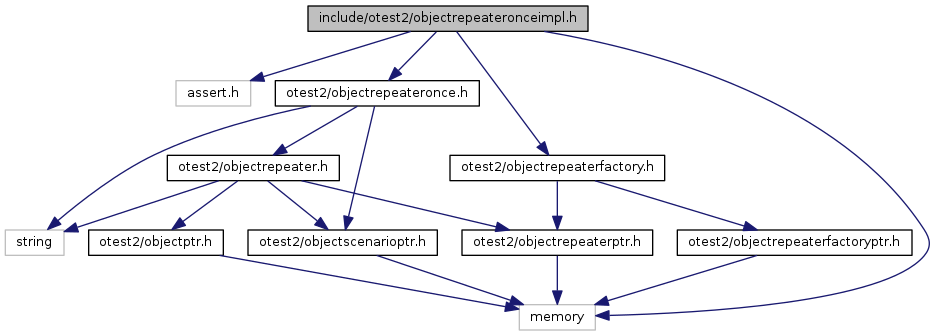 include/otest2/objectrepeateronceimpl.h
assert.h
otest2/objectrepeateronce.h
otest2/objectrepeater.h
otest2/objectrepeaterfactory.h
string
otest2/objectptr.h
otest2/objectscenarioptr.h
otest2/objectrepeaterptr.h
otest2/objectrepeaterfactoryptr.h
memory